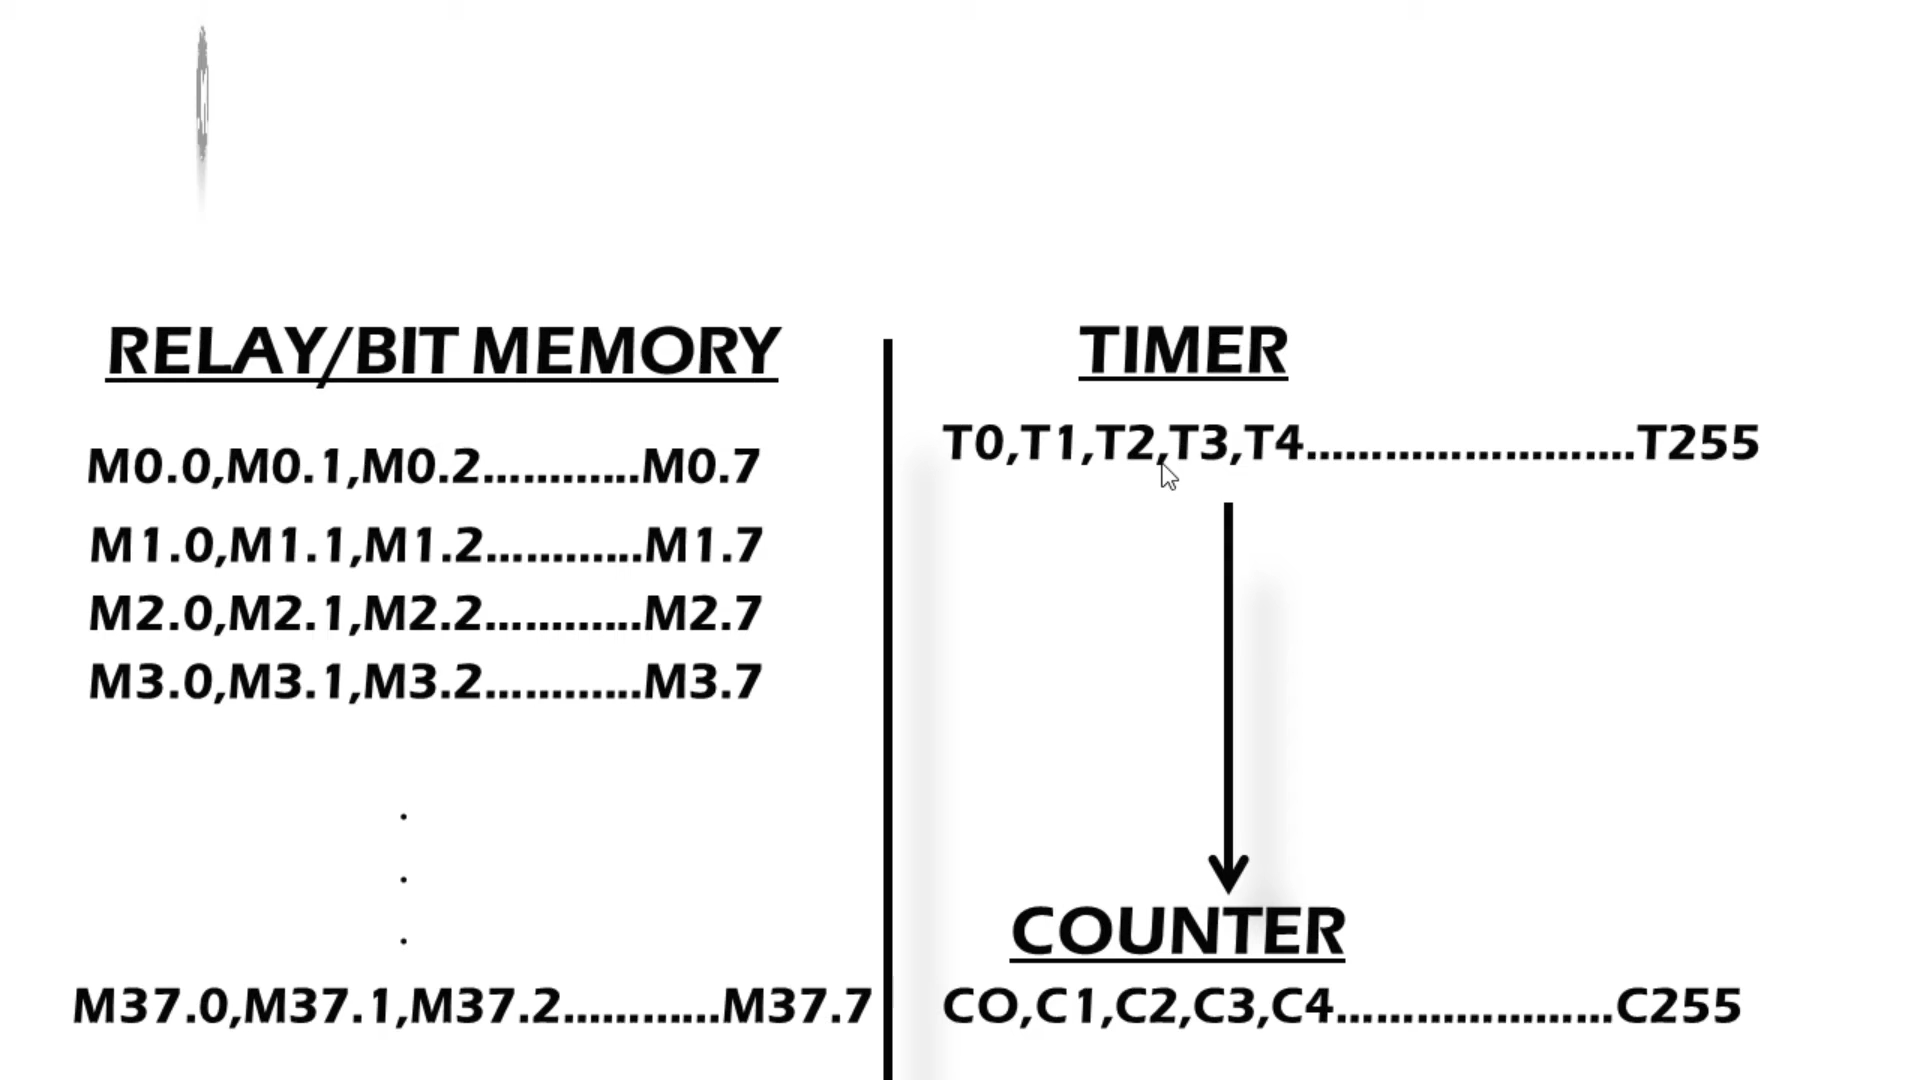 RELAY/BIT MEMORY
M0.0,M0.1,M0.2............M0.7
M1.0,M1.1,M1.2............M1.7
M2.0,M2.1,M2.2............M2.7
M3.0,M3.1,M3.2............M3.7
.
.
.
M37.0,M37.1,M37.2............M37.7
TIMER
T0,T1,T2,T3,T4.........................T255
COUNTER
CO,C1,C2,C3,C4.....................C255